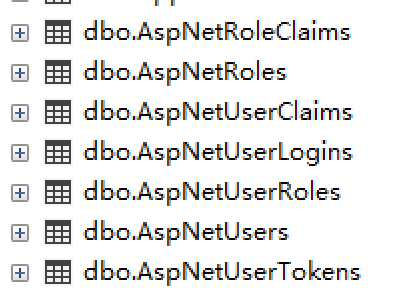 dbo.AspNetRoleClaims
dbo.AspNetRoles
dbo.AspNetUserClaims
dbo.AspNetUserLogins
dbo.AspNetUserRoles
dbo.AspNetUsers
dbo.AspNetUserTokens